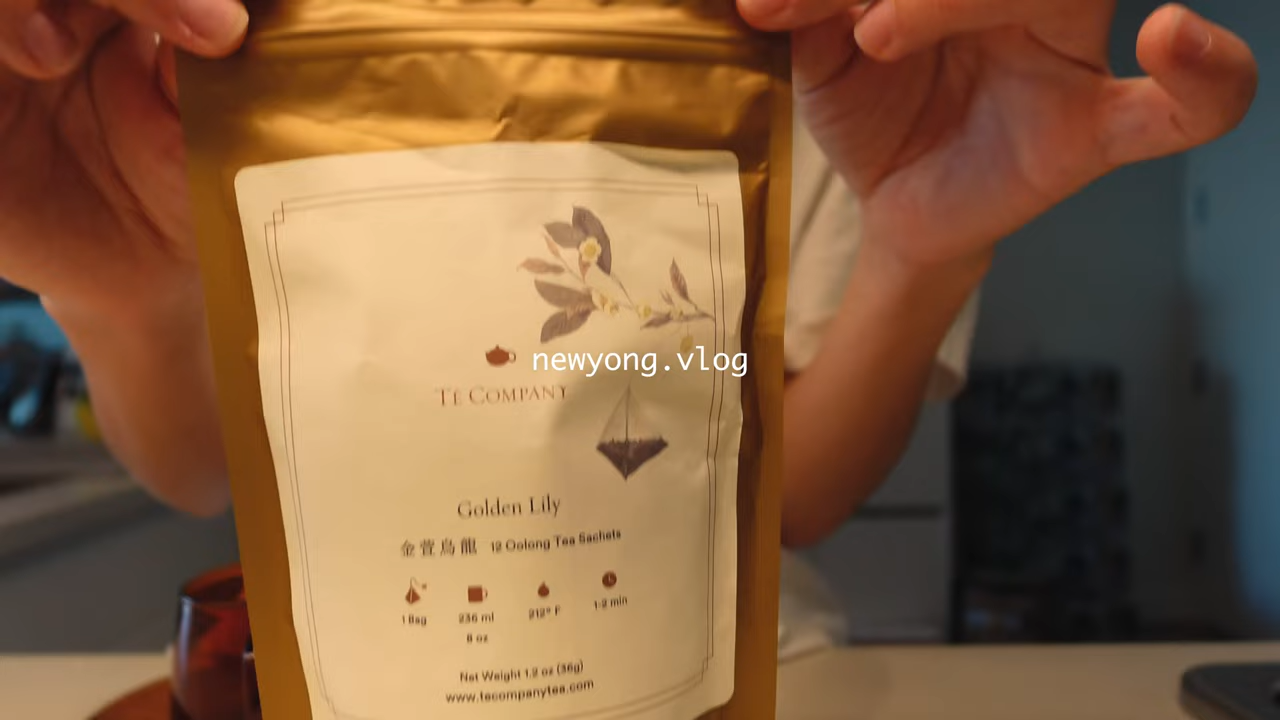 newyong.vlog
TÉ COMPANY
Golden Lily
金萱烏龍 12 Oolong Tea Sachets
1 Bag
236 ml
8 oz
212° F
1-2 min
Net Weight 1.2 oz (36g)
www.tecompanytea.com